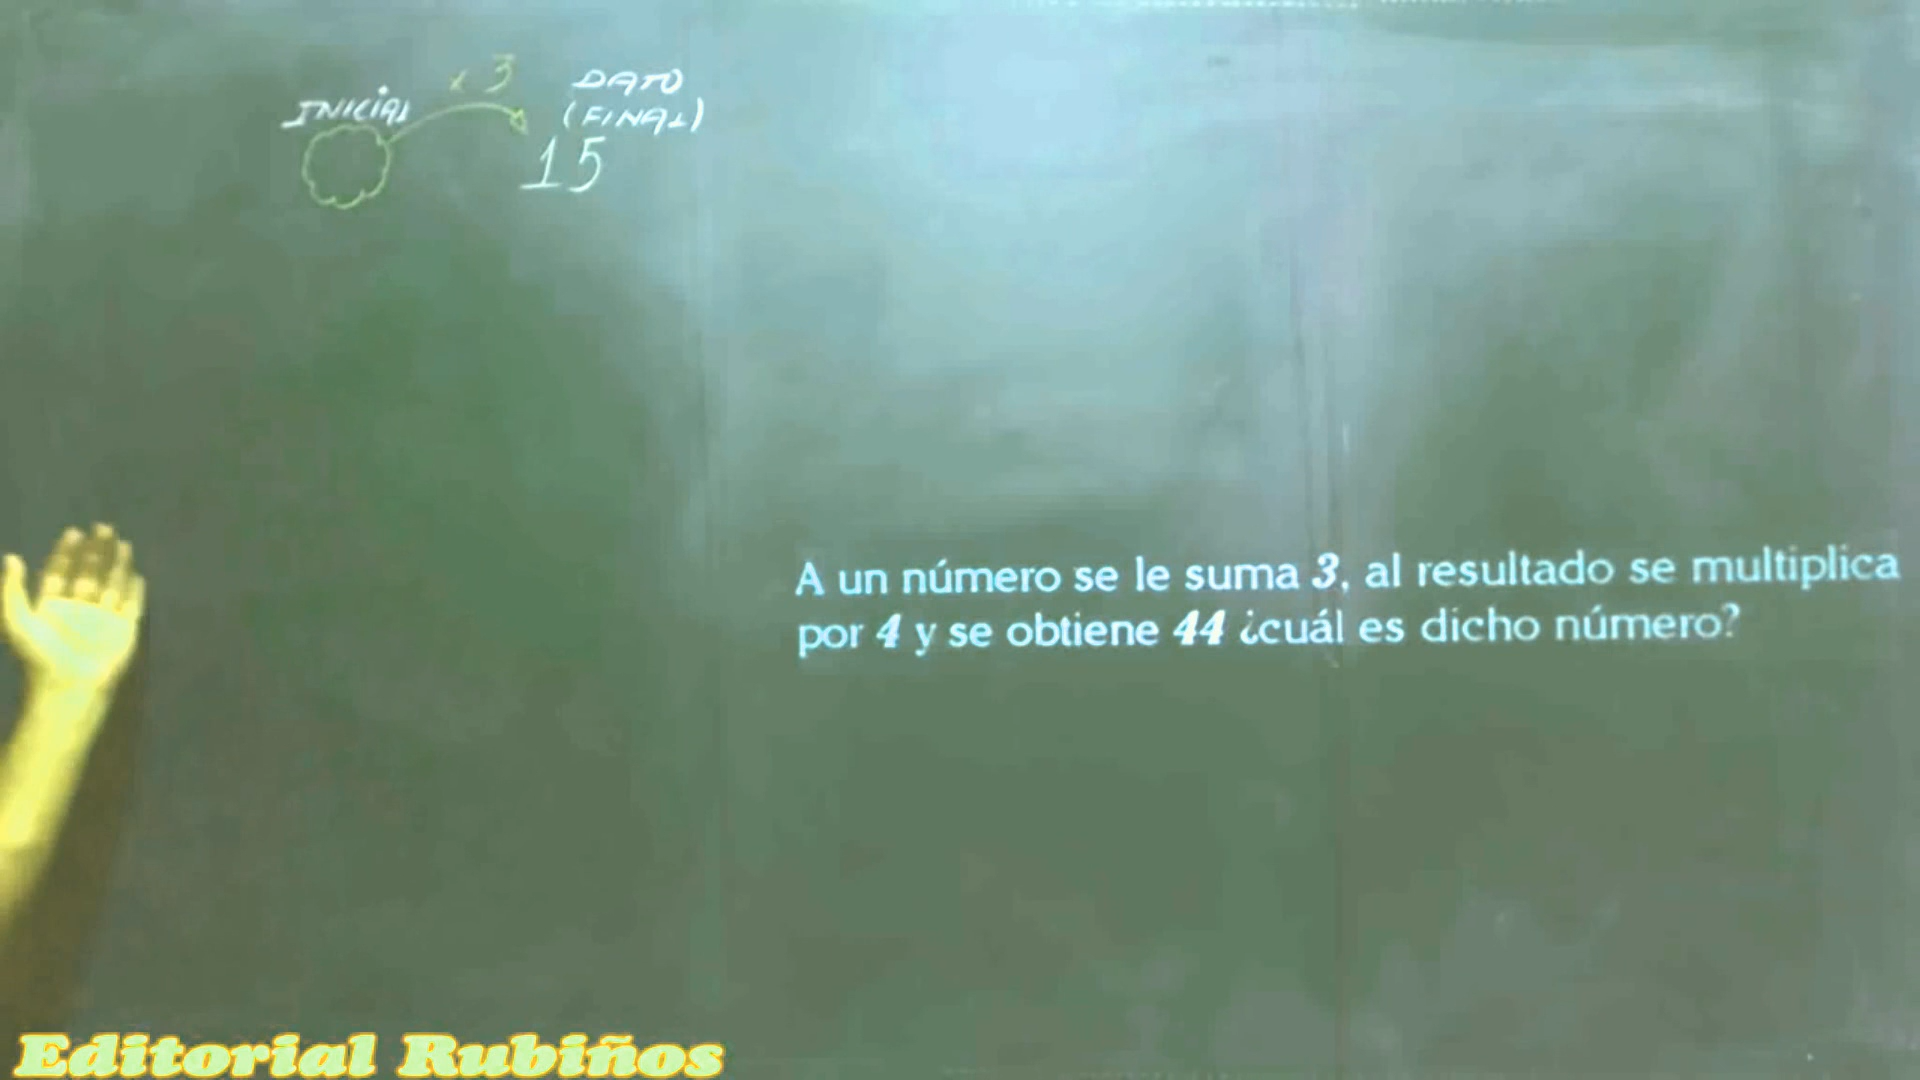 INICIAL × 3 DATO
(FINAL)
15
A un número se le suma 3, al resultado se multiplica
por 4 y se obtiene 44 ¿cuál es dicho número?
Editorial Rubiños